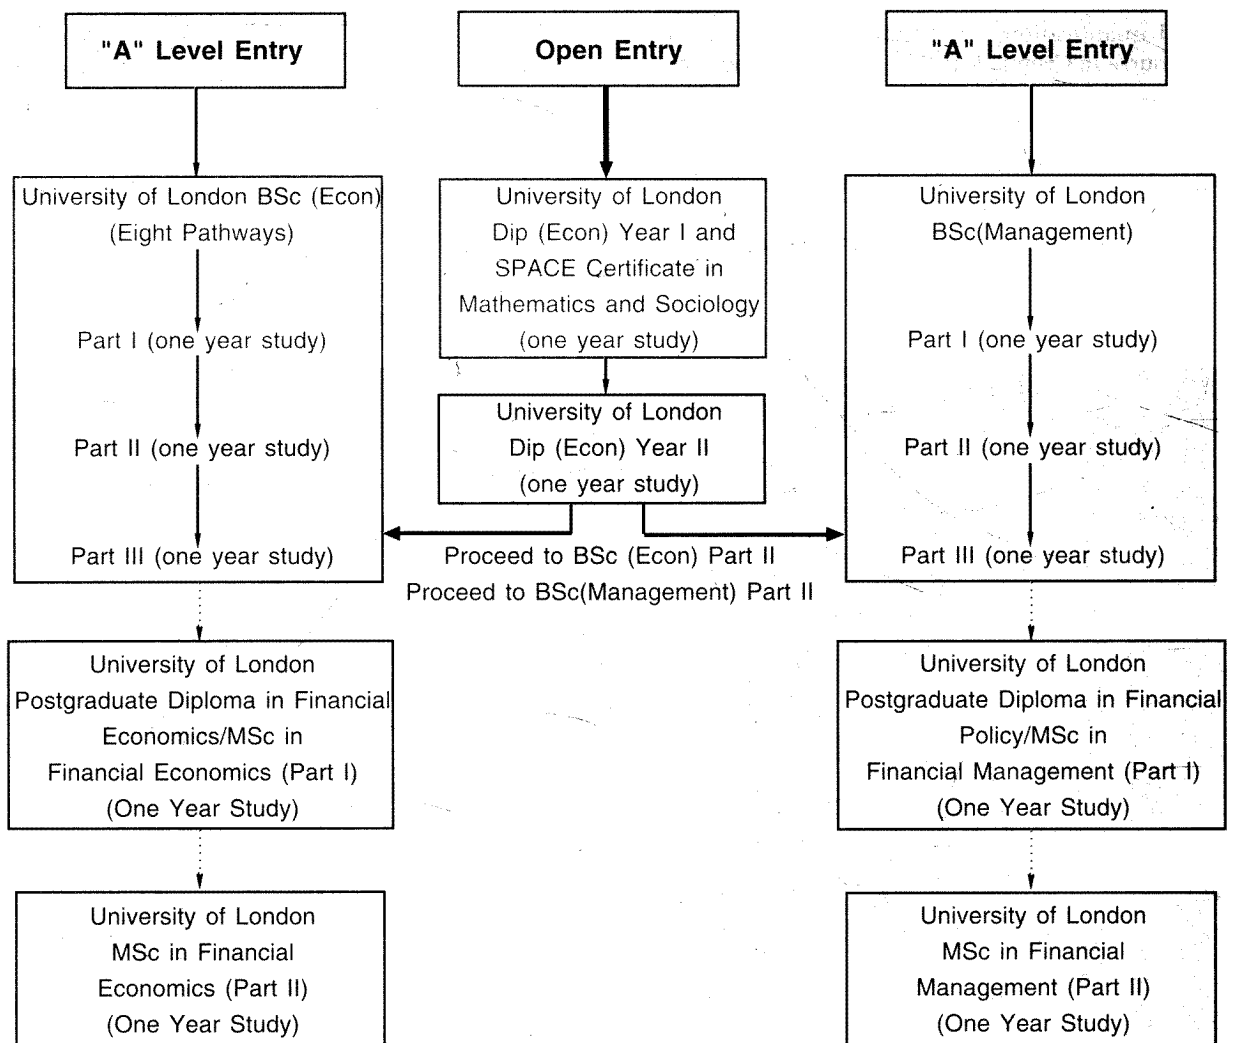 "A" Level Entry
University of London BSc (Econ)
(Eight Pathways)
Part I (one year study)
Part II (one year study)
Part III (one year study)
University of London
Postgraduate Diploma in Financial
Economics/MSc in
Financial Economics (Part I)
(One Year Study)
University of London
MSc in Financial
Economics (Part II)
(One Year Study)
Open Entry
University of London
Dip (Econ) Year I and
SPACE Certificate in
Mathematics and Sociology
(one year study)
University of London
Dip (Econ) Year II
(one year study)
Proceed to BSc (Econ) Part II
Proceed to BSc(Management) Part II
"A" Level Entry
University of London
BSc(Management)
Part I (one year study)
Part II (one year study)
Part III (one year study)
University of London
Postgraduate Diploma in Financial
Policy/MSc in
Financial Management (Part I)
(One Year Study)
University of London
MSc in Financial
Management (Part II)
(One Year Study)